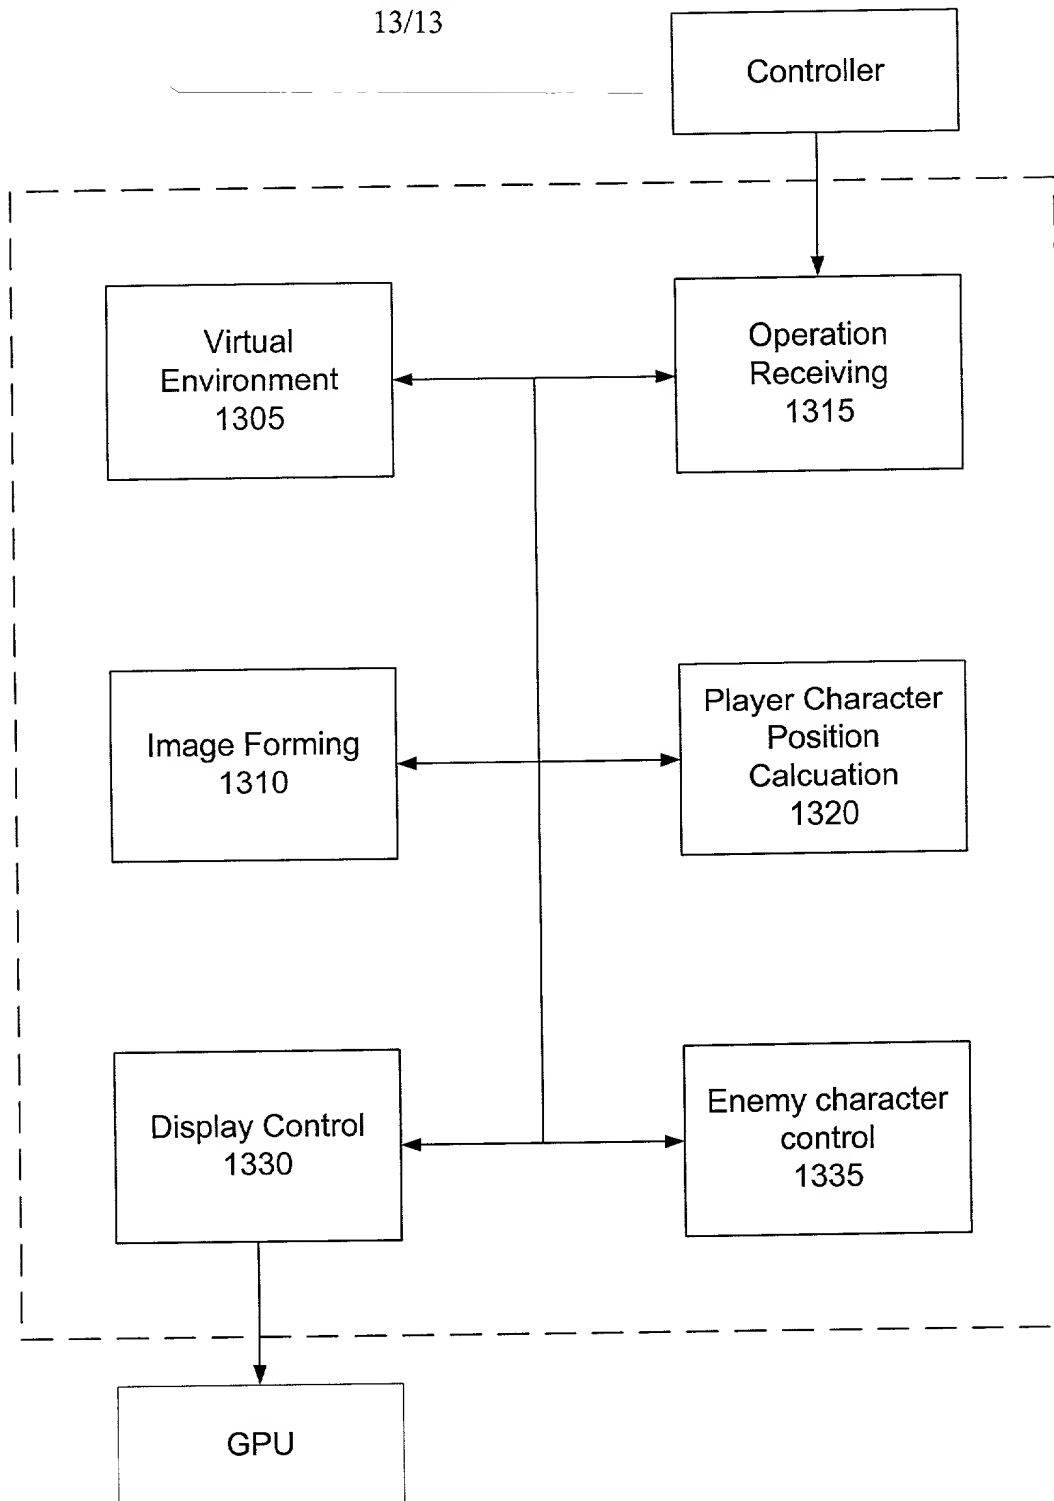 13/13
Controller
Virtual
Environment
1305
Operation
Receiving
1315
Image Forming
1310
Player Character
Position
Calcuation
1320
Display Control
1330
Enemy character
control
1335
GPU